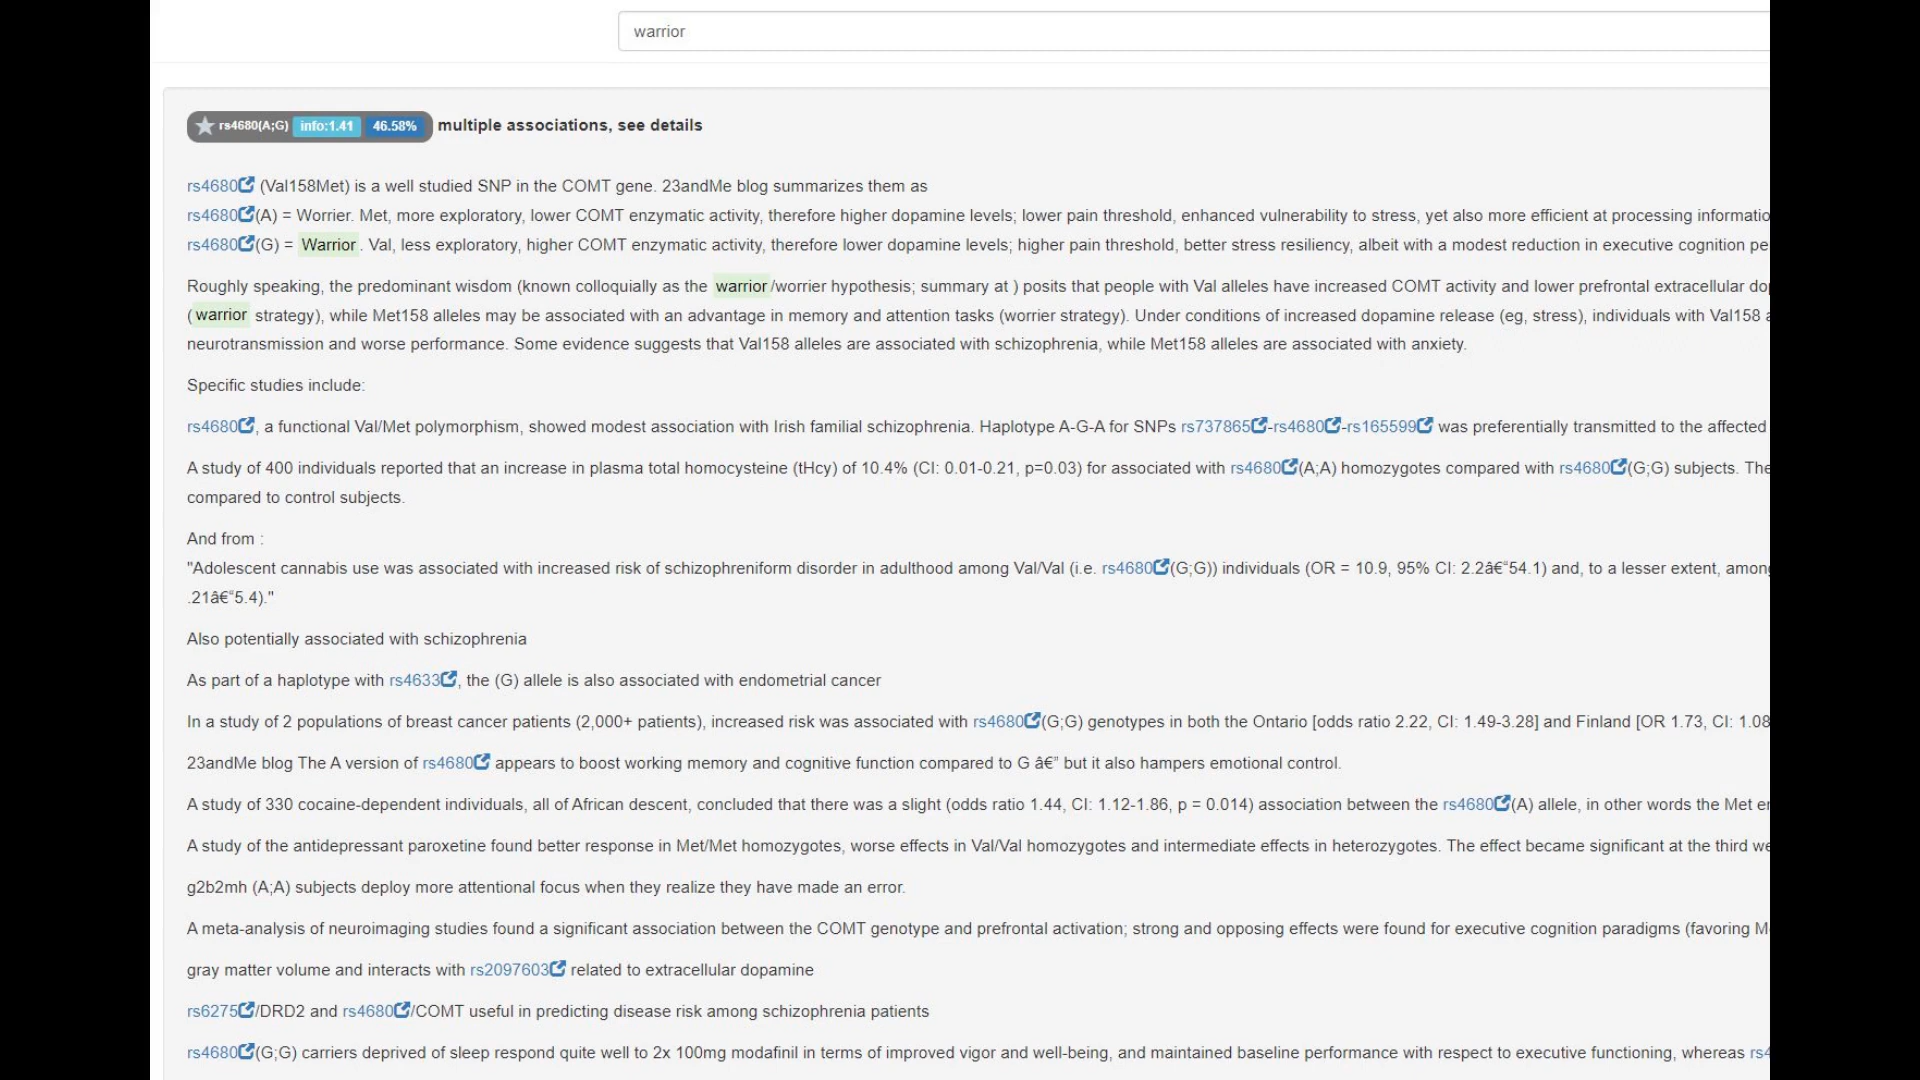 warrior
rs4680(A;G) info:1.41 46.58% multiple associations, see details
rs4680 (Val158Met) is a well studied SNP in the COMT gene. 23andMe blog summarizes them as
rs4680(A) = Worrier. Met, more exploratory, lower COMT enzymatic activity, therefore higher dopamine levels; lower pain threshold, enhanced vulnerability to stress, yet also more efficient at processing informatio
rs4680(G) = Warrior. Val, less exploratory, higher COMT enzymatic activity, therefore lower dopamine levels; higher pain threshold, better stress resiliency, albeit with a modest reduction in executive cognition pe
Roughly speaking, the predominant wisdom (known colloquially as the warrior/worrier hypothesis; summary at ) posits that people with Val alleles have increased COMT activity and lower prefrontal extracellular do
(warrior strategy), while Met158 alleles may be associated with an advantage in memory and attention tasks (worrier strategy). Under conditions of increased dopamine release (eg, stress), individuals with Val158 a
neurotransmission and worse performance. Some evidence suggests that Val158 alleles are associated with schizophrenia, while Met158 alleles are associated with anxiety.
Specific studies include:
rs4680, a functional Val/Met polymorphism, showed modest association with Irish familial schizophrenia. Haplotype A-G-A for SNPs rs737865-rs4680-rs165599 was preferentially transmitted to the affected
A study of 400 individuals reported that an increase in plasma total homocysteine (tHcy) of 10.4% (CI: 0.01-0.21, p=0.03) for associated with rs4680(A;A) homozygotes compared with rs4680(G;G) subjects. The
compared to control subjects.
And from :
"Adolescent cannabis use was associated with increased risk of schizophreniform disorder in adulthood among Val/Val (i.e. rs4680(G;G)) individuals (OR = 10.9, 95% CI: 2.2â€“54.1) and, to a lesser extent, among
.21â€“5.4)."
Also potentially associated with schizophrenia
As part of a haplotype with rs4633, the (G) allele is also associated with endometrial cancer
In a study of 2 populations of breast cancer patients (2,000+ patients), increased risk was associated with rs4680(G;G) genotypes in both the Ontario [odds ratio 2.22, CI: 1.49-3.28] and Finland [OR 1.73, CI: 1.08
23andMe blog The A version of rs4680 appears to boost working memory and cognitive function compared to G â€” but it also hampers emotional control.
A study of 330 cocaine-dependent individuals, all of African descent, concluded that there was a slight (odds ratio 1.44, CI: 1.12-1.86, p = 0.014) association between the rs4680(A) allele, in other words the Met en
A study of the antidepressant paroxetine found better response in Met/Met homozygotes, worse effects in Val/Val homozygotes and intermediate effects in heterozygotes. The effect became significant at the third we
g2b2mh (A;A) subjects deploy more attentional focus when they realize they have made an error.
A meta-analysis of neuroimaging studies found a significant association between the COMT genotype and prefrontal activation; strong and opposing effects were found for executive cognition paradigms (favoring M
gray matter volume and interacts with rs2097603 related to extracellular dopamine
rs6275/DRD2 and rs4680/COMT useful in predicting disease risk among schizophrenia patients
rs4680(G;G) carriers deprived of sleep respond quite well to 2x 100mg modafinil in terms of improved vigor and well-being, and maintained baseline performance with respect to executive functioning, whereas rs4